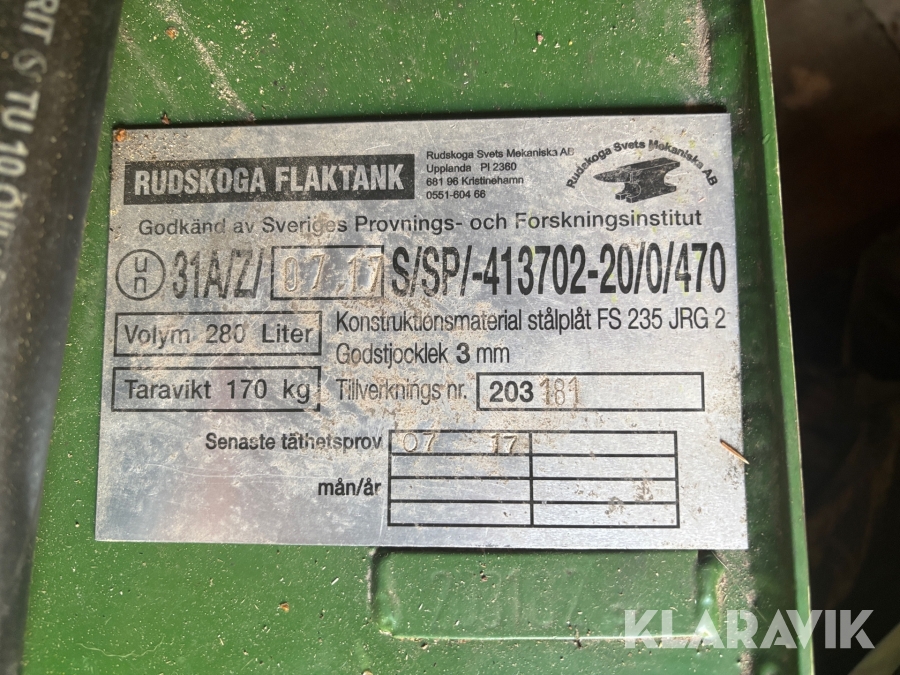 RUDSKOGA FLAKTANK
Rudskoga Svets Mekaniska AB
Upplanda Pl 2360
681 96 Kristinehamn
0551-604 66
Rudskoga Svets Mekaniska AB
Godkänd av Sveriges Provnings- och Forskningsinstitut
un 31A/Z/ 07.17 S/SP/-413702-20/0/470
Volym 280 Liter
Konstruktionsmaterial stålplåt FS 235 JRG 2
Godstjocklek 3 mm
Taravikt 170 kg
Tillverknings nr. 203 181
Senaste täthetsprov 07 17
mån/år
KLARAVIK